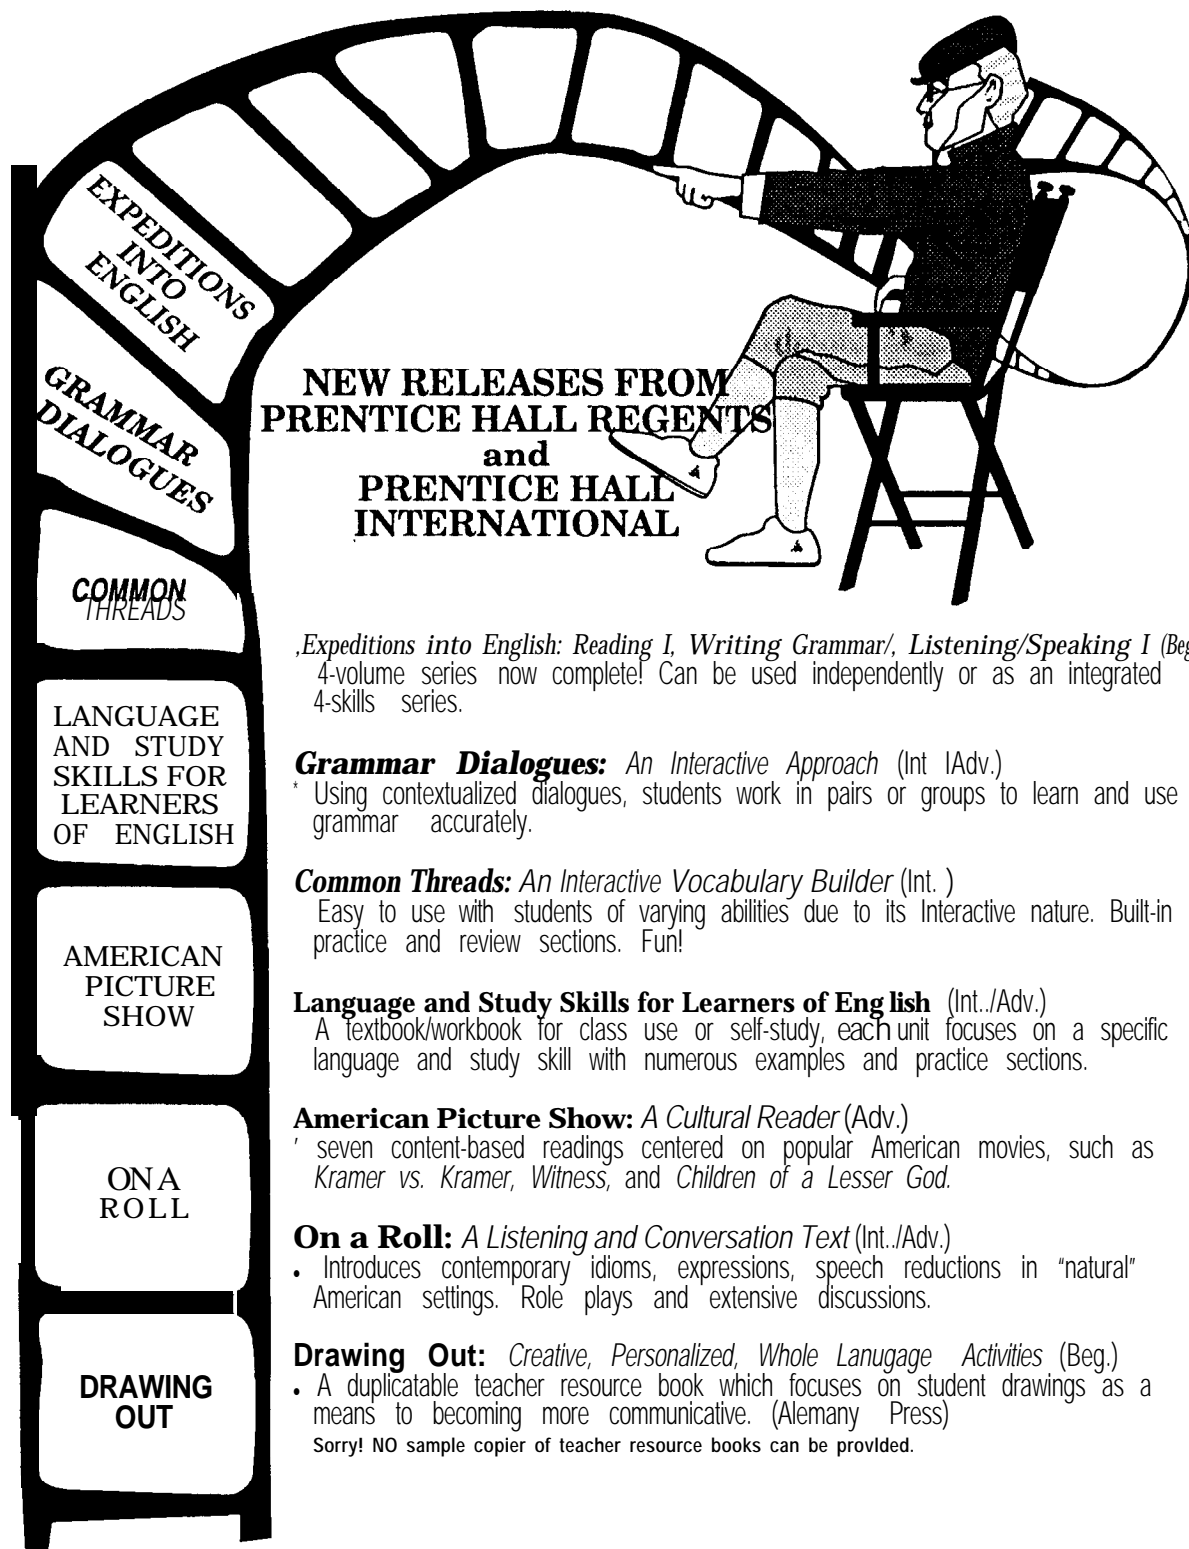 EXPEDITIONS
INTO
ENGLISH
GRAMMAR
DIALOGUES
COMMON
THREADS
LANGUAGE
AND STUDY
SKILLS FOR
LEARNERS
OF ENGLISH
AMERICAN
PICTURE
SHOW
ON A
ROLL
DRAWING
OUT
NEW RELEASES FROM
PRENTICE HALL REGENTS
and
PRENTICE HALL
INTERNATIONAL
,Expeditions into English: Reading I, Writing Grammar/, Listening/Speaking I (Beg
4-volume series now complete! Can be used independently or as an integrated
4-skills series.
Grammar Dialogues: An Interactive Approach (Int IAdv.)
* Using contextualized dialogues, students work in pairs or groups to learn and use
grammar accurately.
Common Threads: An Interactive Vocabulary Builder (Int. )
Easy to use with students of varying abilities due to its Interactive nature. Built-in
practice and review sections. Fun!
Language and Study Skills for Learners of Eng lish (Int../Adv.)
A textbook/workbook for class use or self-study, each unit focuses on a specific
language and study skill with numerous examples and practice sections.
American Picture Show: A Cultural Reader (Adv.)
' seven content-based readings centered on popular American movies, such as
Kramer vs. Kramer, Witness, and Children of a Lesser God.
On a Roll: A Listening and Conversation Text (Int../Adv.)
• Introduces contemporary idioms, expressions, speech reductions in "natural"
American settings. Role plays and extensive discussions.
Drawing Out: Creative, Personalized, Whole Lanugage Activities (Beg.)
• A duplicatable teacher resource book which focuses on student drawings as a
means to becoming more communicative. (Alemany Press)
Sorry! NO sample copier of teacher resource books can be provIded.